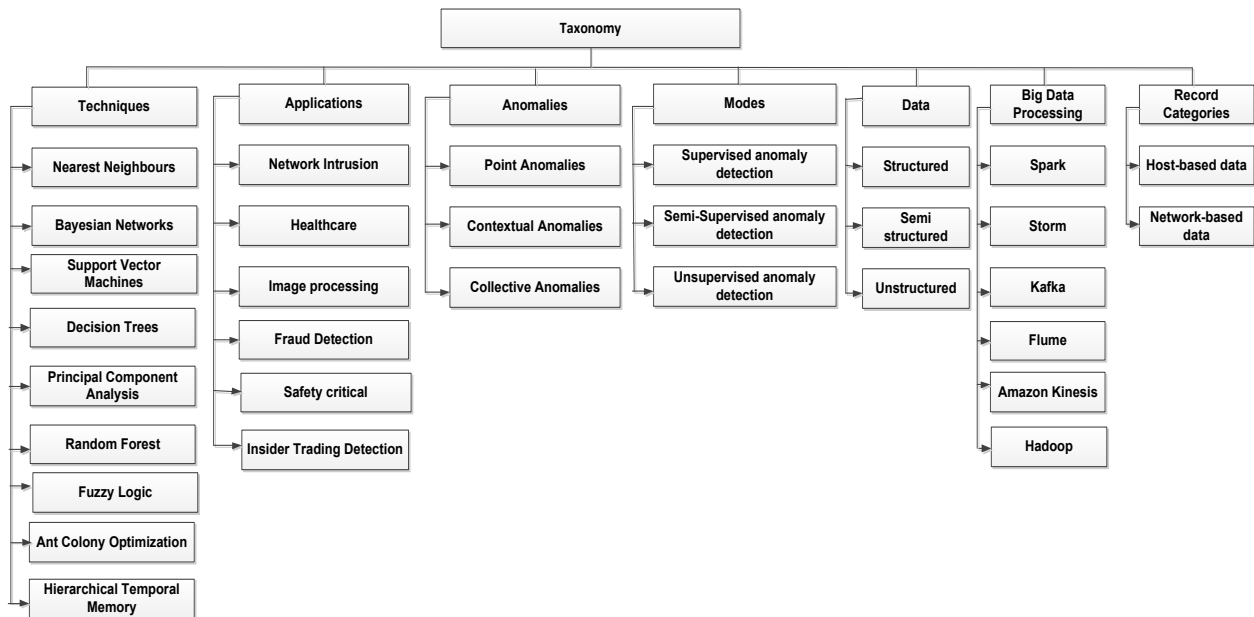 Taxonomy
Techniques
Nearest Neighbours
Bayesian Networks
Support Vector
Machines
Decision Trees
Principal Component
Analysis
Random Forest
Fuzzy Logic
Ant Colony Optimization
Hierarchical Temporal
Memory
Applications
Network Intrusion
Healthcare
Image processing
Fraud Detection
Safety critical
Insider Trading Detection
Anomalies
Point Anomalies
Contextual Anomalies
Collective Anomalies
Modes
Supervised anomaly
detection
Semi-Supervised anomaly
detection
Unsupervised anomaly
detection
Data
Structured
Semi
structured
Unstructured
Big Data
Processing
Spark
Storm
Kafka
Flume
Amazon Kinesis
Hadoop
Record
Categories
Host-based data
Network-based
data